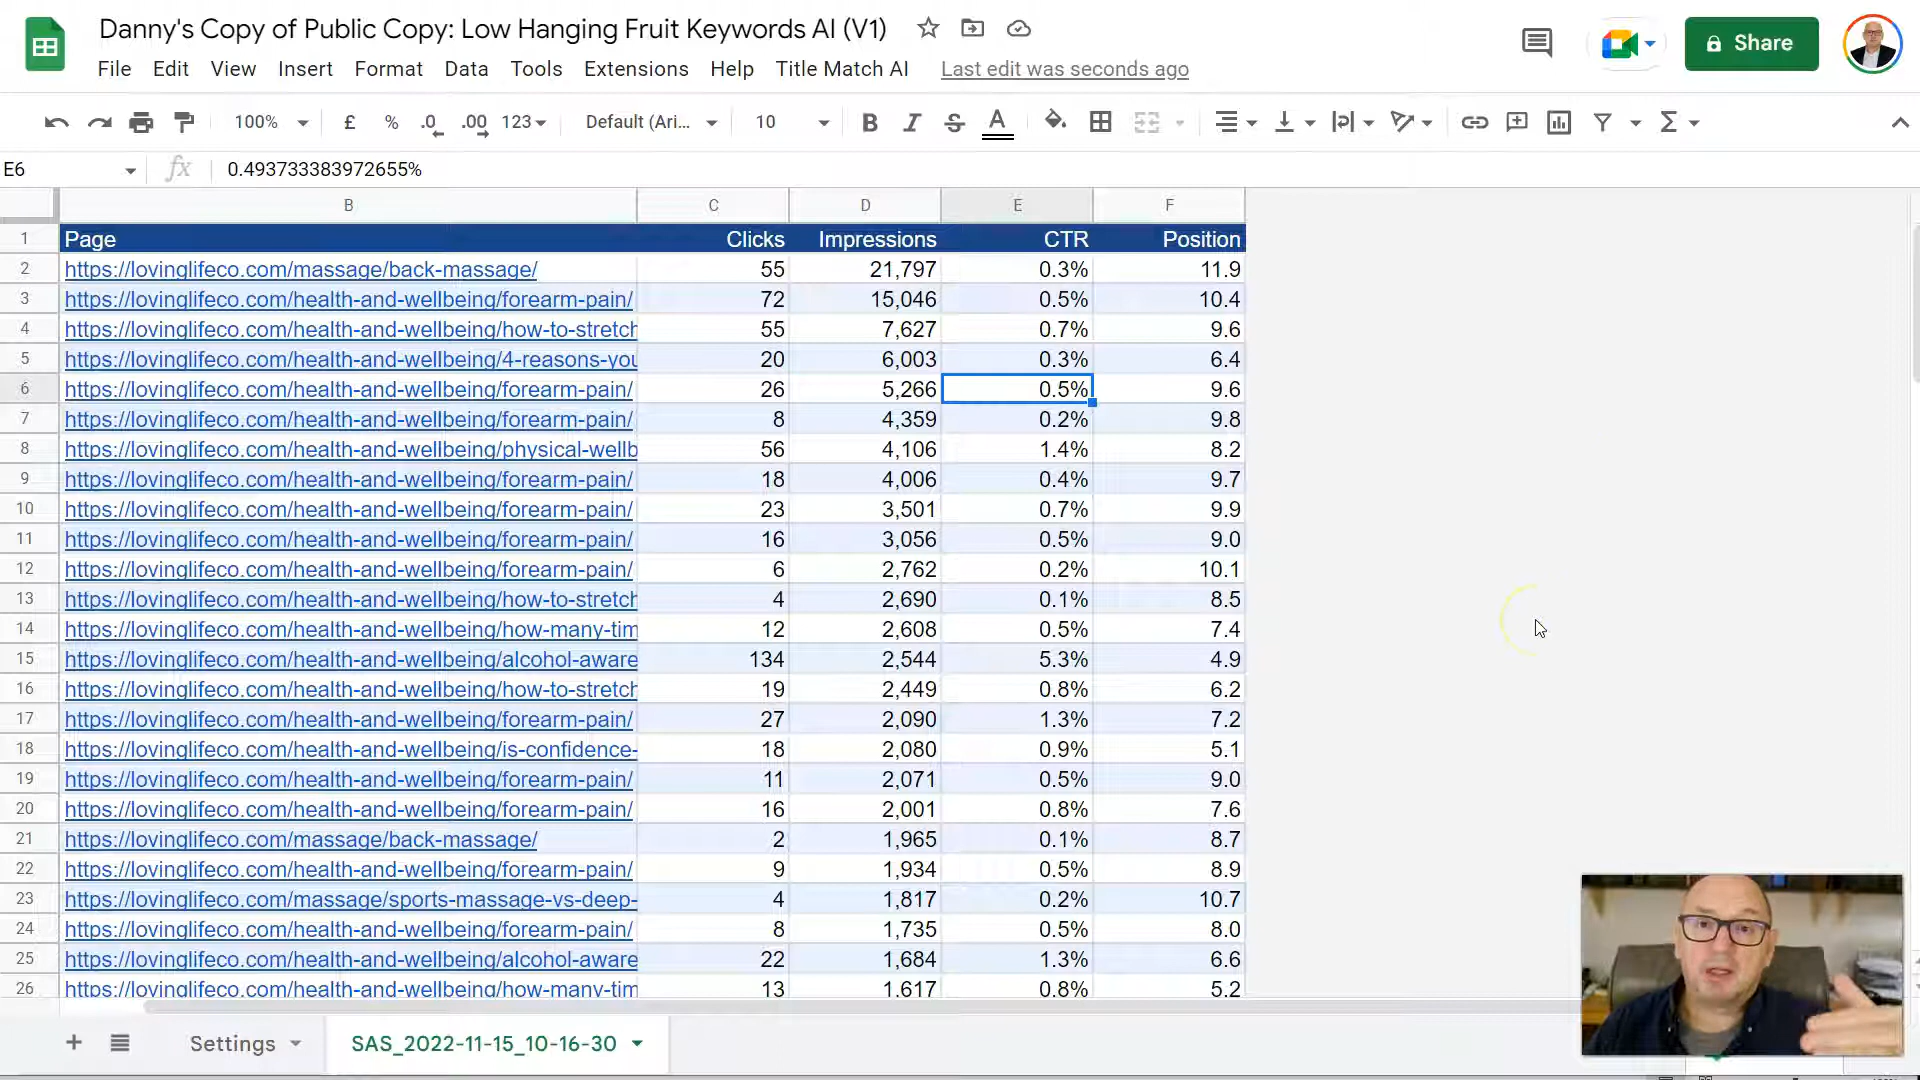 Danny's Copy of Public Copy: Low Hanging Fruit Keywords AI (V1)
Share
File Edit View Insert Format Data Tools Extensions Help Title Match AI Last edit was seconds ago
100% £ % .0 .00 123 Default (Ari... 10 B I S A Σ
E6 fx 0.493733383972655%
B C D E F
1 Page Clicks Impressions CTR Position
2 https://lovinglifeco.com/massage/back-massage/ 55 21,797 0.3% 11.9
3 https://lovinglifeco.com/health-and-wellbeing/forearm-pain/ 72 15,046 0.5% 10.4
4 https://lovinglifeco.com/health-and-wellbeing/how-to-stretch 55 7,627 0.7% 9.6
5 https://lovinglifeco.com/health-and-wellbeing/4-reasons-you 20 6,003 0.3% 6.4
6 https://lovinglifeco.com/health-and-wellbeing/forearm-pain/ 26 5,266 0.5% 9.6
7 https://lovinglifeco.com/health-and-wellbeing/forearm-pain/ 8 4,359 0.2% 9.8
8 https://lovinglifeco.com/health-and-wellbeing/physical-wellb 56 4,106 1.4% 8.2
9 https://lovinglifeco.com/health-and-wellbeing/forearm-pain/ 18 4,006 0.4% 9.7
10 https://lovinglifeco.com/health-and-wellbeing/forearm-pain/ 23 3,501 0.7% 9.9
11 https://lovinglifeco.com/health-and-wellbeing/forearm-pain/ 16 3,056 0.5% 9.0
12 https://lovinglifeco.com/health-and-wellbeing/forearm-pain/ 6 2,762 0.2% 10.1
13 https://lovinglifeco.com/health-and-wellbeing/how-to-stretch 4 2,690 0.1% 8.5
14 https://lovinglifeco.com/health-and-wellbeing/how-many-tim 12 2,608 0.5% 7.4
15 https://lovinglifeco.com/health-and-wellbeing/alcohol-aware 134 2,544 5.3% 4.9
16 https://lovinglifeco.com/health-and-wellbeing/how-to-stretch 19 2,449 0.8% 6.2
17 https://lovinglifeco.com/health-and-wellbeing/forearm-pain/ 27 2,090 1.3% 7.2
18 https://lovinglifeco.com/health-and-wellbeing/is-confidence- 18 2,080 0.9% 5.1
19 https://lovinglifeco.com/health-and-wellbeing/forearm-pain/ 11 2,071 0.5% 9.0
20 https://lovinglifeco.com/health-and-wellbeing/forearm-pain/ 16 2,001 0.8% 7.6
21 https://lovinglifeco.com/massage/back-massage/ 2 1,965 0.1% 8.7
22 https://lovinglifeco.com/health-and-wellbeing/forearm-pain/ 9 1,934 0.5% 8.9
23 https://lovinglifeco.com/massage/sports-massage-vs-deep- 4 1,817 0.2% 10.7
24 https://lovinglifeco.com/health-and-wellbeing/forearm-pain/ 8 1,735 0.5% 8.0
25 https://lovinglifeco.com/health-and-wellbeing/alcohol-aware 22 1,684 1.3% 6.6
26 https://lovinglifeco.com/health-and-wellbeing/how-many-tim 13 1,617 0.8% 5.2
Settings SAS_2022-11-15_10-16-30